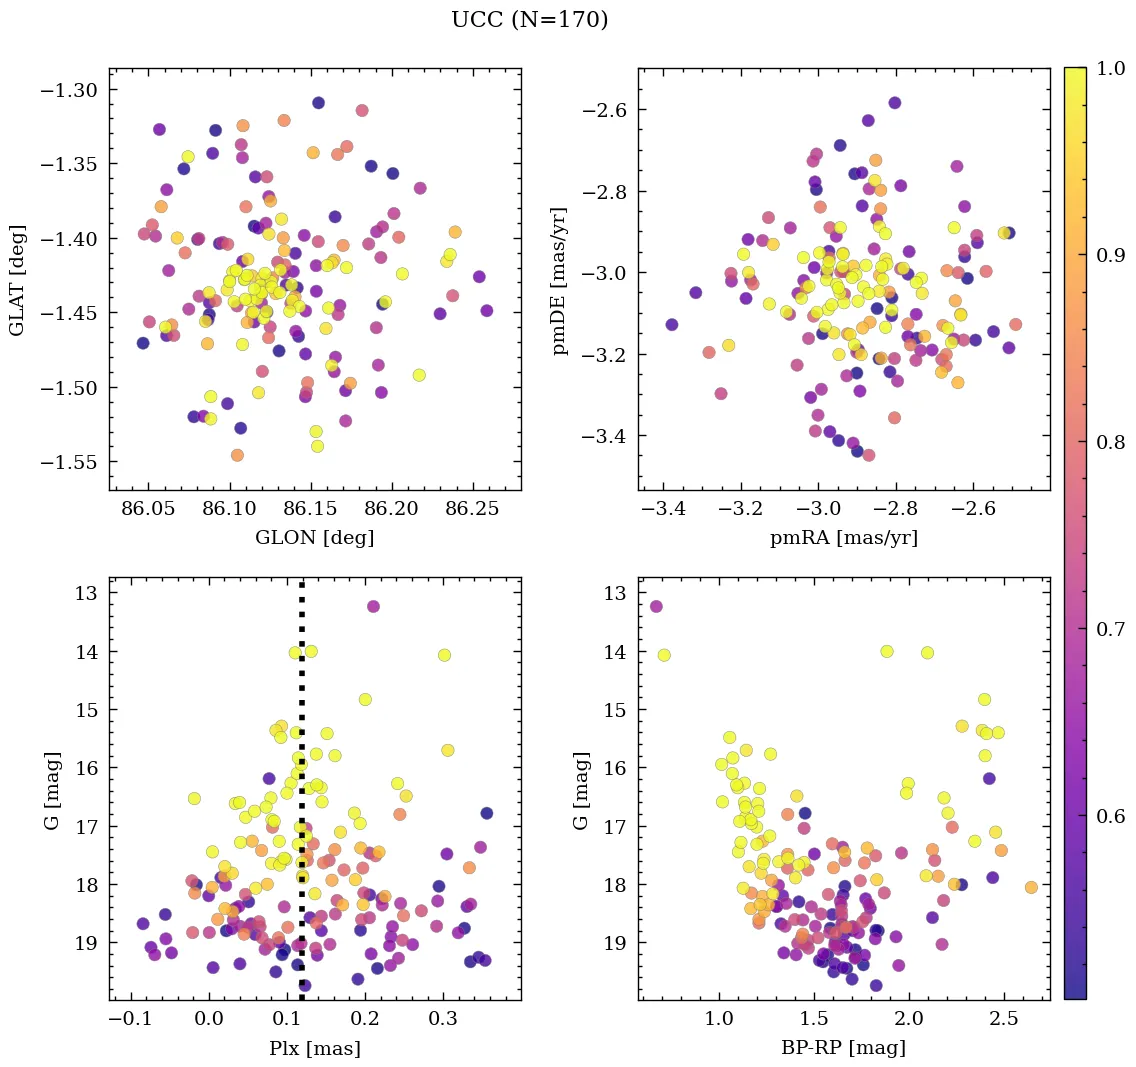 UCC (N=170)
−1.30
−1.35
−1.40
−1.45
−1.50
−1.55
GLAT [deg]
86.05 86.10 86.15 86.20 86.25
GLON [deg]
−2.6
−2.8
−3.0
−3.2
−3.4
pmDE [mas/yr]
−3.4 −3.2 −3.0 −2.8 −2.6
pmRA [mas/yr]
1.0
0.9
0.8
0.7
0.6
13
14
15
16
17
18
19
G [mag]
−0.1 0.0 0.1 0.2 0.3
Plx [mas]
13
14
15
16
17
18
19
G [mag]
1.0 1.5 2.0 2.5
BP-RP [mag]